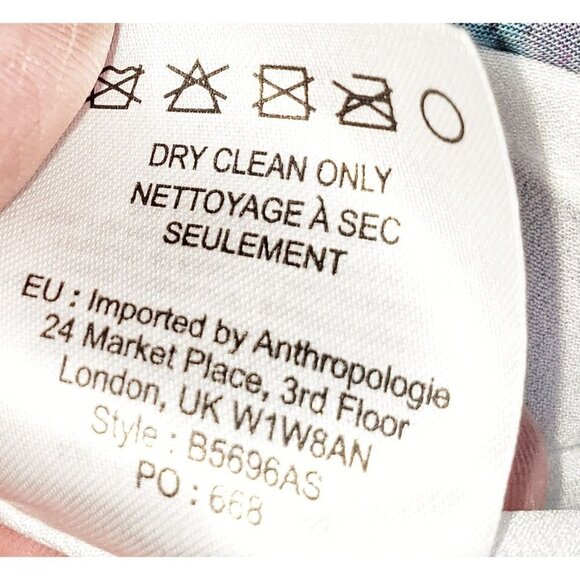 DRY CLEAN ONLY
NETTOYAGE À SEC
SEULEMENT
EU : Imported by Anthropologie
24 Market Place, 3rd Floor
London, UK W1W8AN
Style : B5696AS
PO : 668